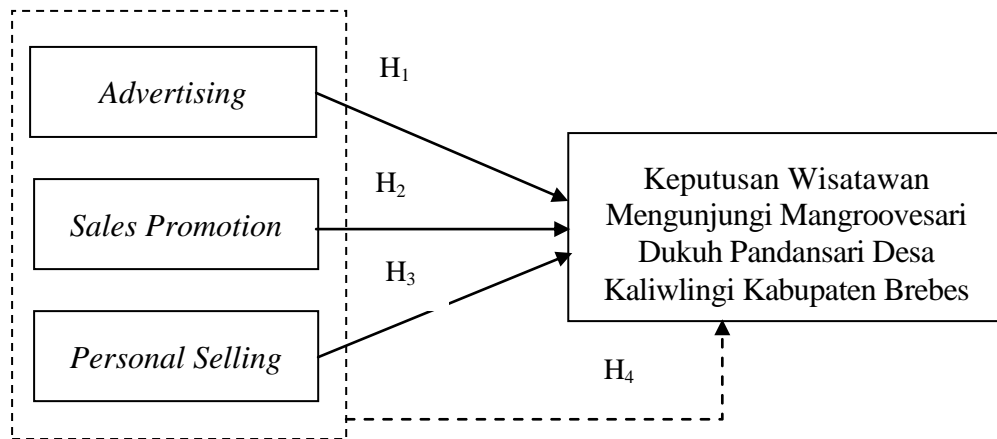 Advertising
H₁
Sales Promotion
H₂
Personal Selling
H₃
Keputusan Wisatawan
Mengunjungi Mangroovesari
Dukuh Pandansari Desa
Kaliwlingi Kabupaten Brebes
H₄